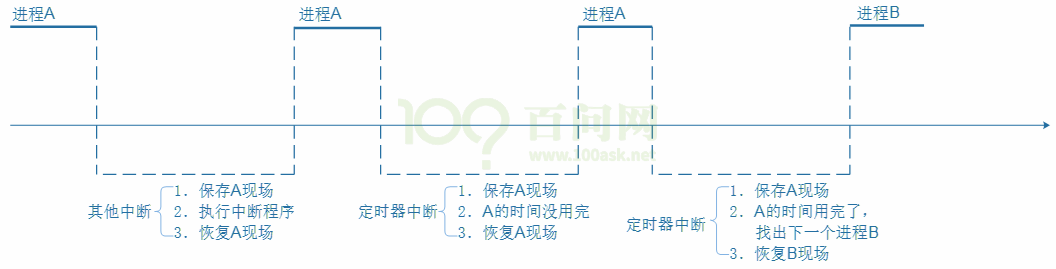 进程A
进程A
进程A
进程B
100?
百问网
www.100ask.net
其他中断
1．保存A现场
2．执行中断程序
3．恢复A现场
定时器中断
1．保存A现场
2．A的时间没用完
3．恢复A现场
定时器中断
1．保存A现场
2．A的时间用完了，
找出下一个进程B
3．恢复B现场